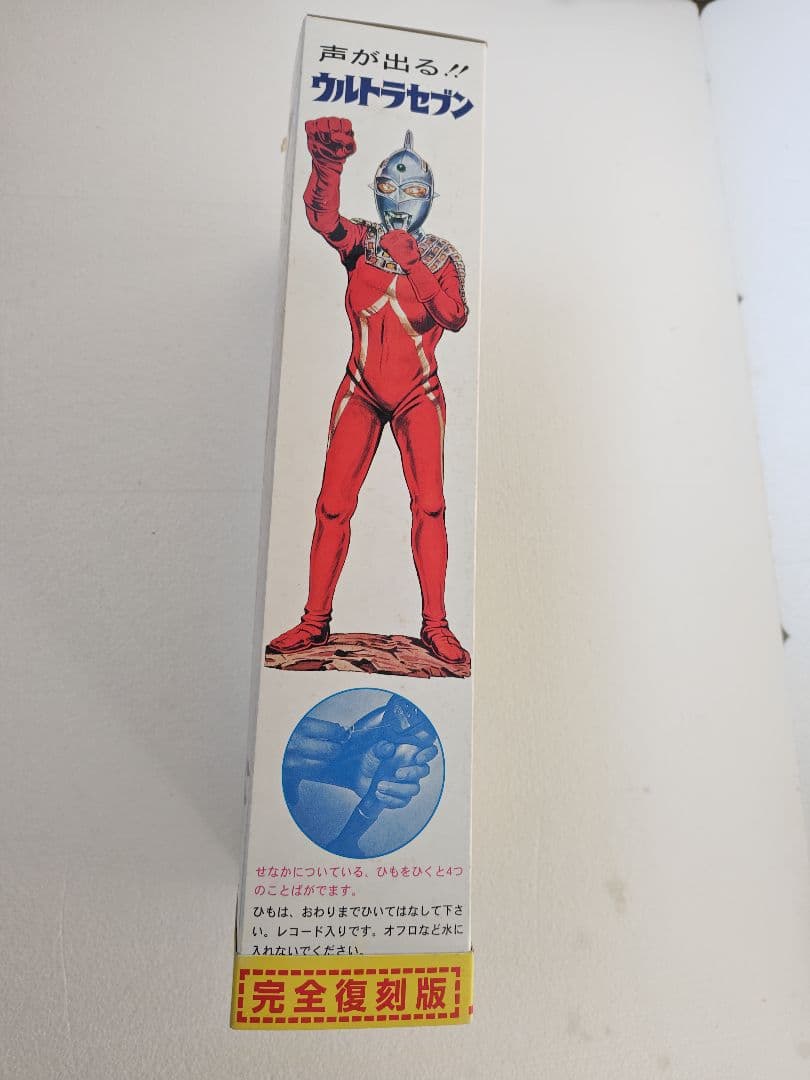 声が出る!!
ウルトラセブン
せなかについている、ひもをひくと4つ
のことばがでます。
ひもは、おわりまでひいてはなして下さ
い。レコード入りです。オフロなど水に
入れないでください。
完全復刻版